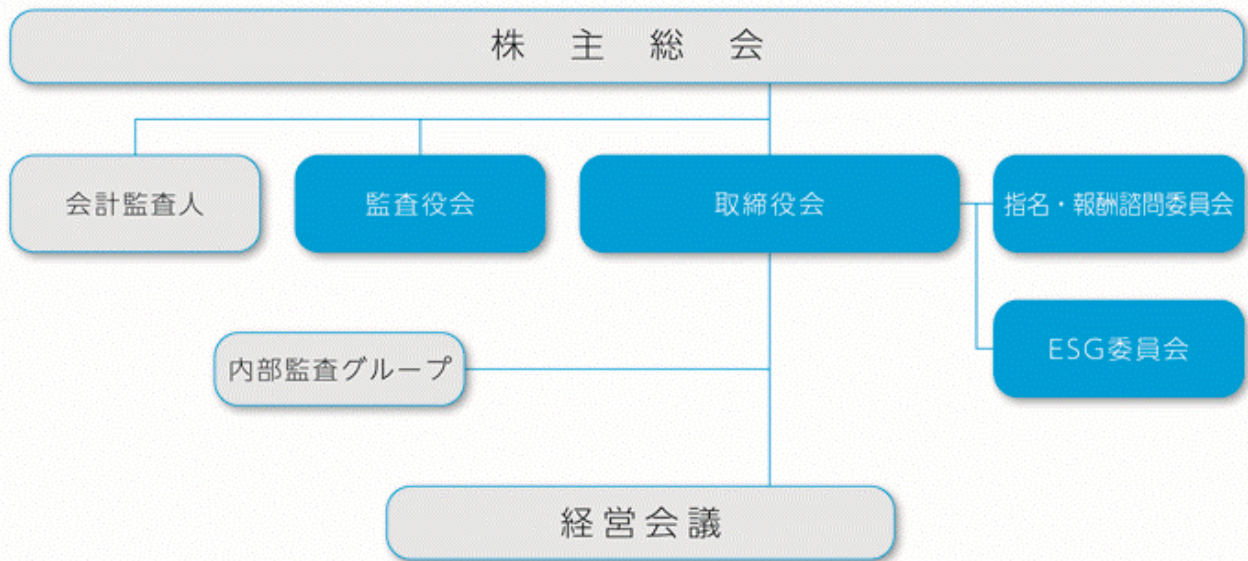 株主総会
会計監査人
監査役会
取締役会
指名・報酬諮問委員会
ESG委員会
内部監査グループ
経営会議